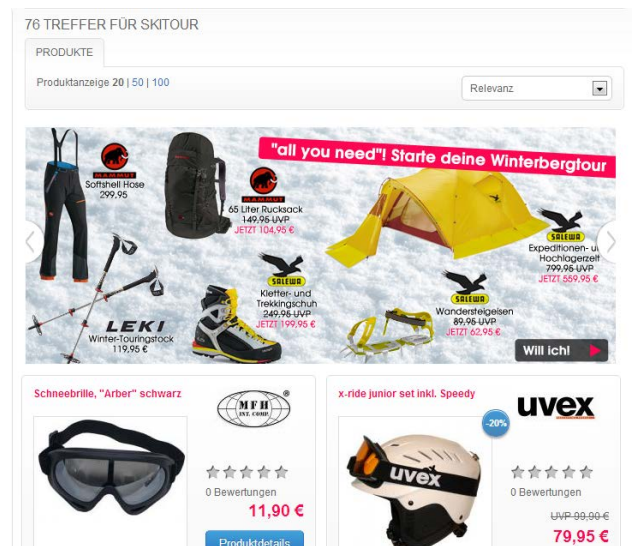 76 TREFFER FÜR SKITOUR
PRODUKTE
Produktanzeige 20 | 50 | 100
Relevanz
"all you need"! Starte deine Winterbergtour
MAMMUT
Softshell Hose
299,95
MAMMUT
65 Liter Rucksack
149,95 UVP
JETZT 104,95 €
SALEWA
Expeditionen- u
Hochlagerzelt
799,95 UVP
JETZT 559,95 €
SALEWA
Kletter- und
Trekkingschuh
249,95 UVP
JETZT 199,95 €
SALEWA
Wandersteigeisen
89,95 UVP
JETZT 62,95 €
LEKI
Winter-Touringstock
119,95 €
Will ich!
Schneebrille, "Arber" schwarz
MFH
INT. COMP.
®
0 Bewertungen
11,90 €
Produktdetails
x-ride junior set inkl. Speedy
-20%
uvex
uvex
0 Bewertungen
UVP 99,90 €
79,95 €